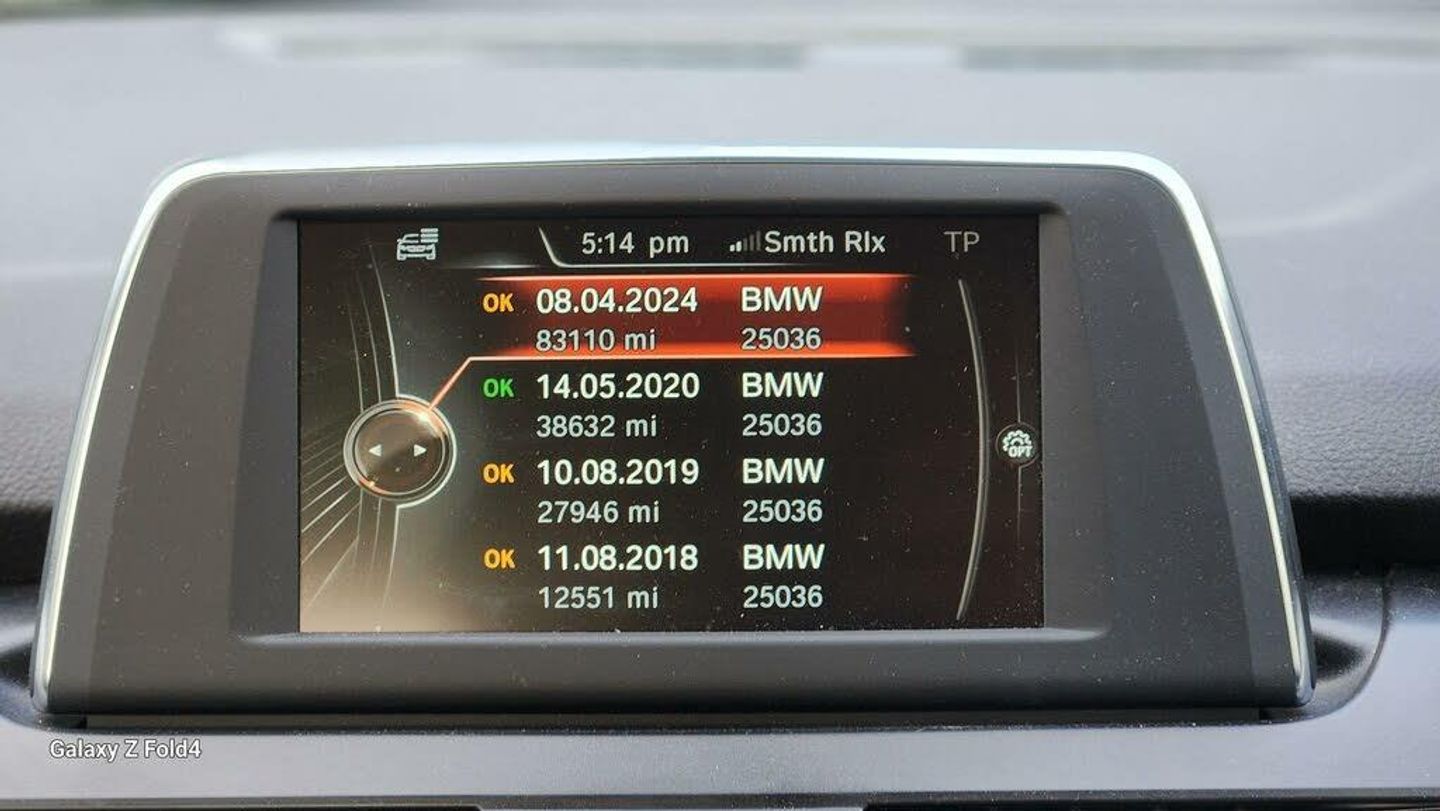 5:14 pm Smth Rlx TP
OK 08.04.2024 BMW
83110 mi 25036
OK 14.05.2020 BMW
38632 mi 25036
OPT
OK 10.08.2019 BMW
27946 mi 25036
OK 11.08.2018 BMW
12551 mi 25036
Galaxy Z Fold4